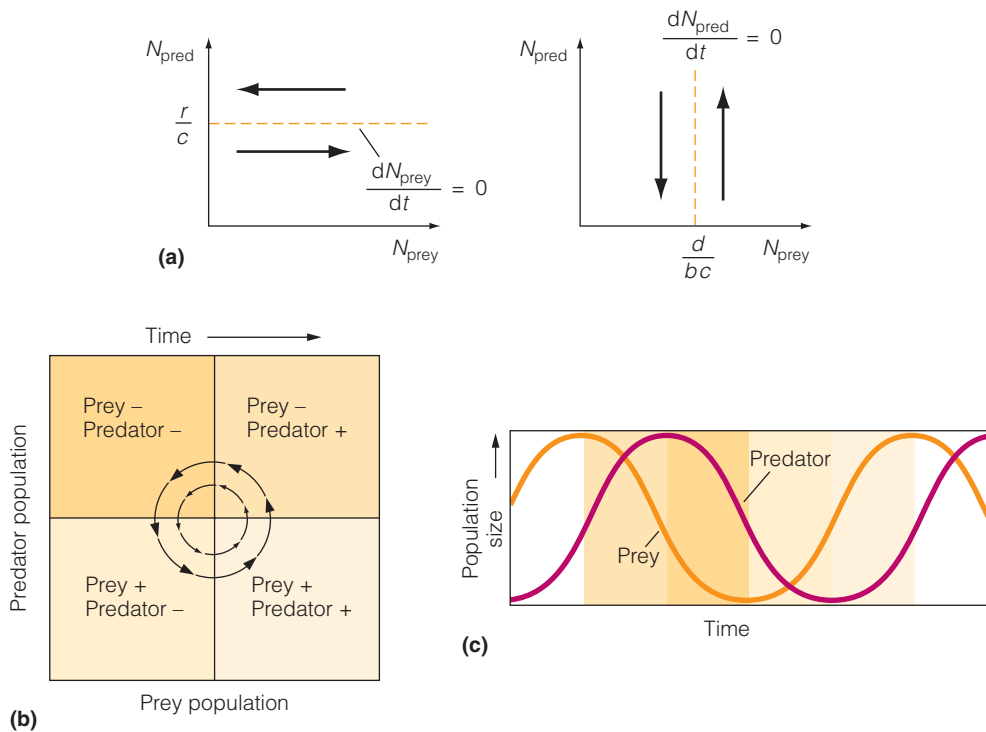 N_pred
r/c
dN_prey/dt = 0
N_prey
(a)
dN_pred/dt = 0
N_pred
d/bc
N_prey
Time
Prey –
Predator –
Prey –
Predator +
Prey +
Predator –
Prey +
Predator +
Predator population
Prey population
(b)
Population
size
Predator
Prey
Time
(c)